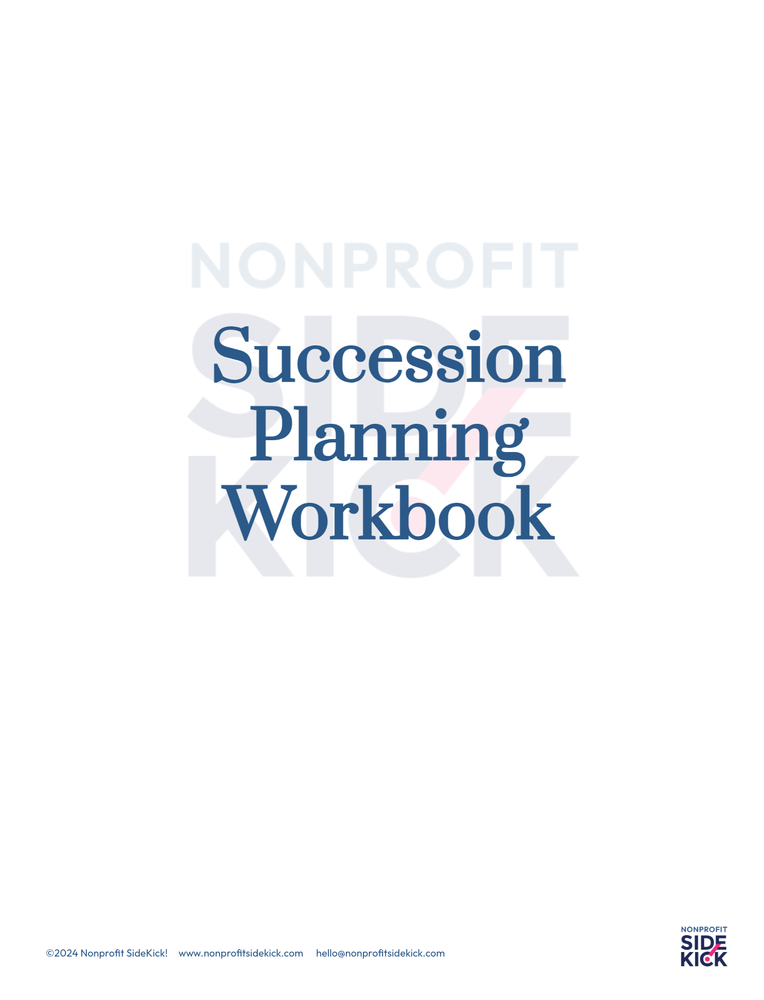 NONPROFIT
SIDE
KICK
Succession
Planning
Workbook
©2024 Nonprofit SideKick! www.nonprofitsidekick.com hello@nonprofitsidekick.com
NONPROFIT
SIDE
KICK